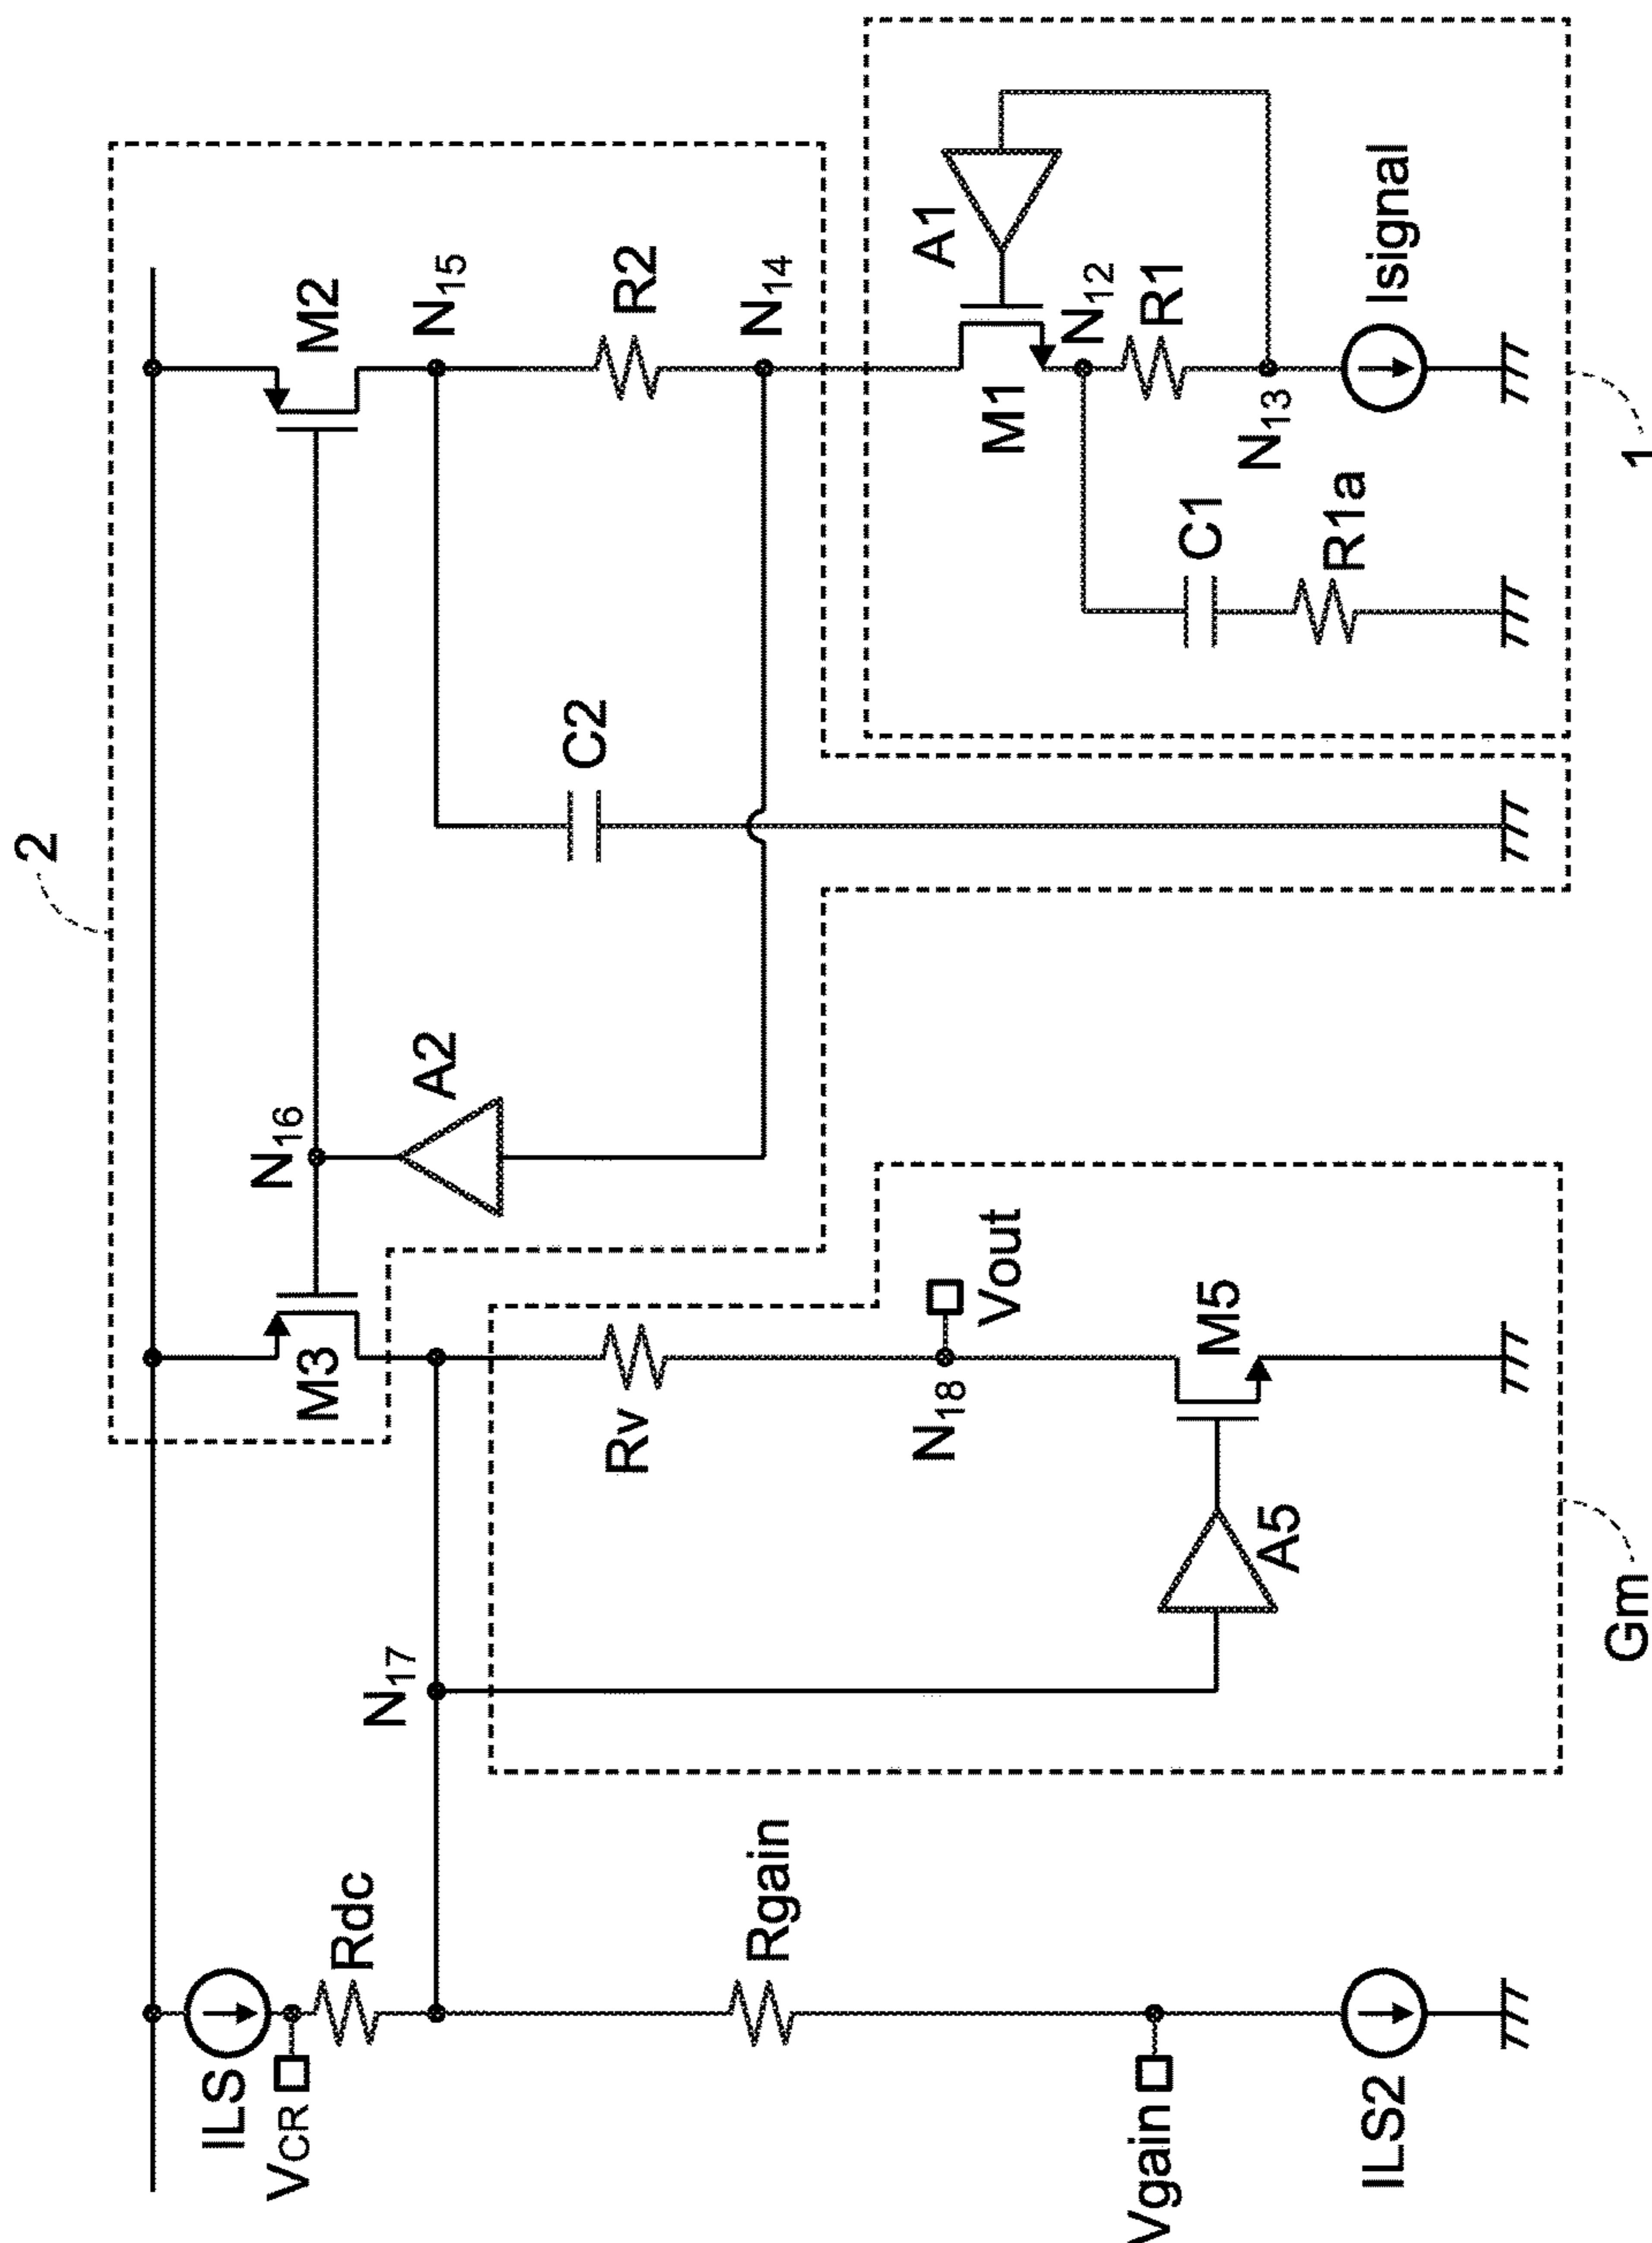 2
M2
N15
R2
N14
C2
N16
A2
M3
N17
A1
M1
N12
R1
N13
C1
R1a
Isignal
1
Rv
N18
Vout
M5
A5
Gm
ILS
VCR
Rdc
Rgain
Vgain
ILS2